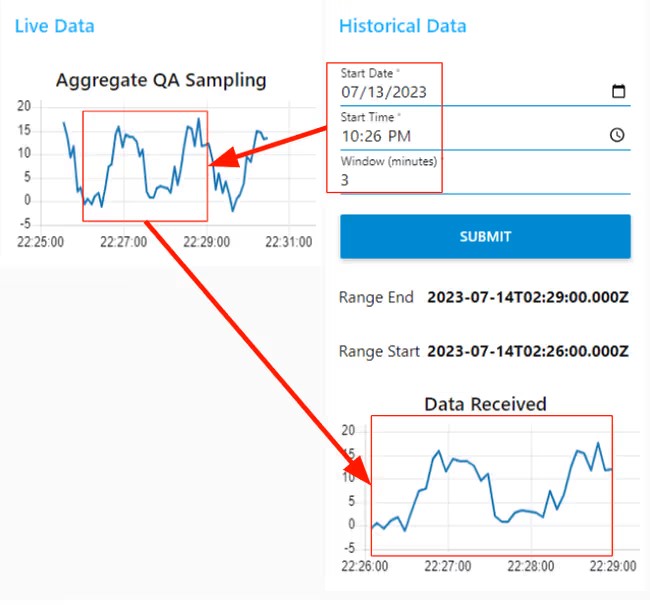 Live Data
Aggregate QA Sampling
20
15
10
5
0
-5
22:25:00 22:27:00 22:29:00 22:31:00
Historical Data
Start Date *
07/13/2023
Start Time *
10:26 PM
Window (minutes) *
3
SUBMIT
Range End 2023-07-14T02:29:00.000Z
Range Start 2023-07-14T02:26:00.000Z
Data Received
20
15
10
5
0
-5
22:26:00 22:27:00 22:28:00 22:29:00